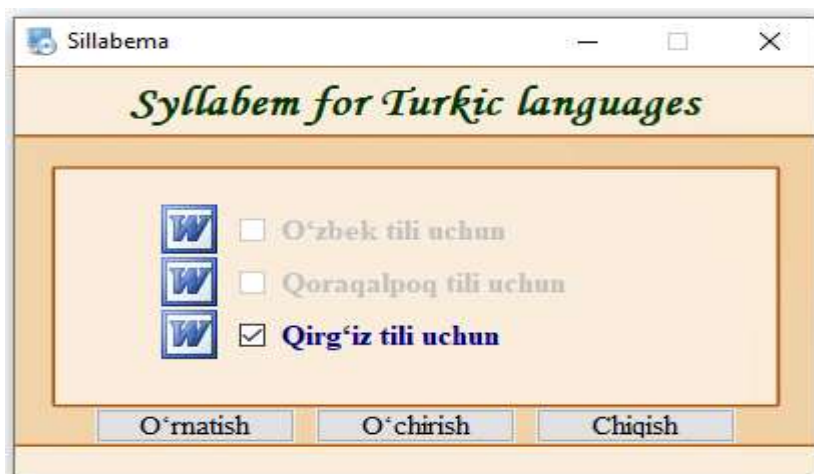 Sillabema
Syllabem for Turkic languages
W O‘zbek tili uchun
W Qoraqalpoq tili uchun
W Qirg‘iz tili uchun
O‘rnatish O‘chirish Chiqish